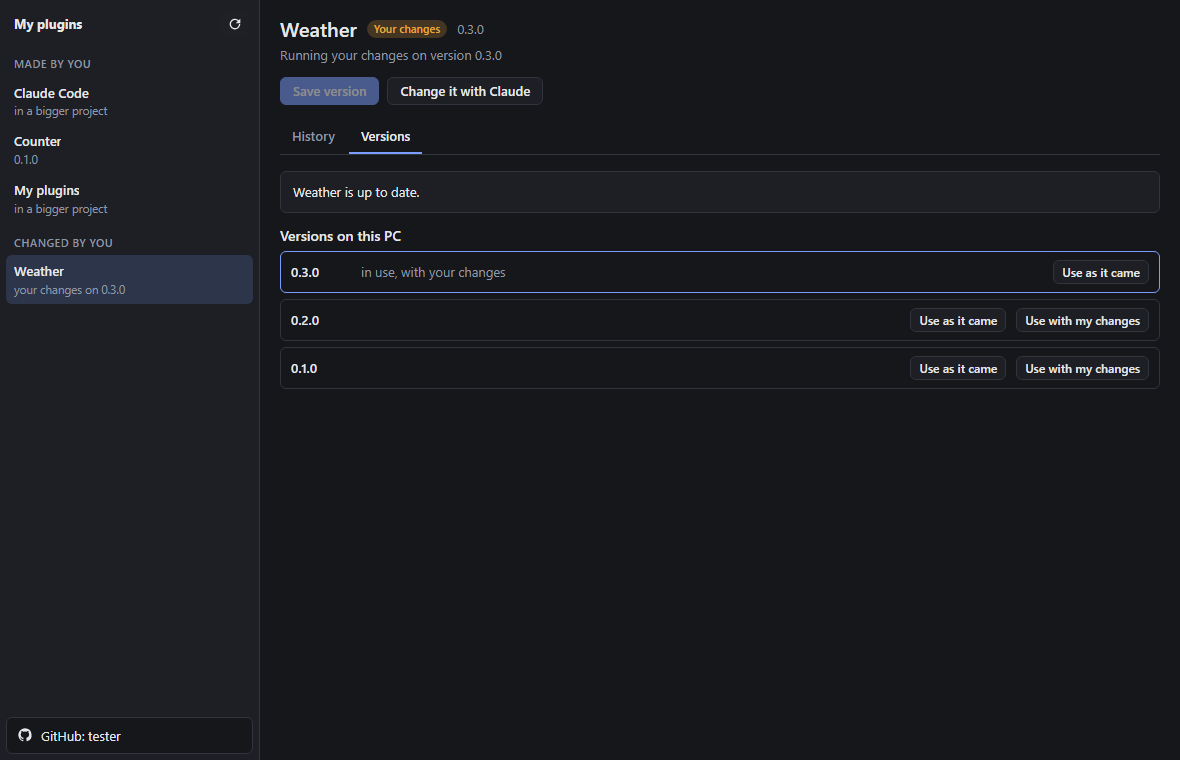 My plugins
MADE BY YOU
Claude Code
in a bigger project
Counter
0.1.0
My plugins
in a bigger project
CHANGED BY YOU
Weather
your changes on 0.3.0
GitHub: tester
Weather Your changes 0.3.0
Running your changes on version 0.3.0
Save version Change it with Claude
History Versions
Weather is up to date.
Versions on this PC
0.3.0 in use, with your changes Use as it came
0.2.0 Use as it came Use with my changes
0.1.0 Use as it came Use with my changes